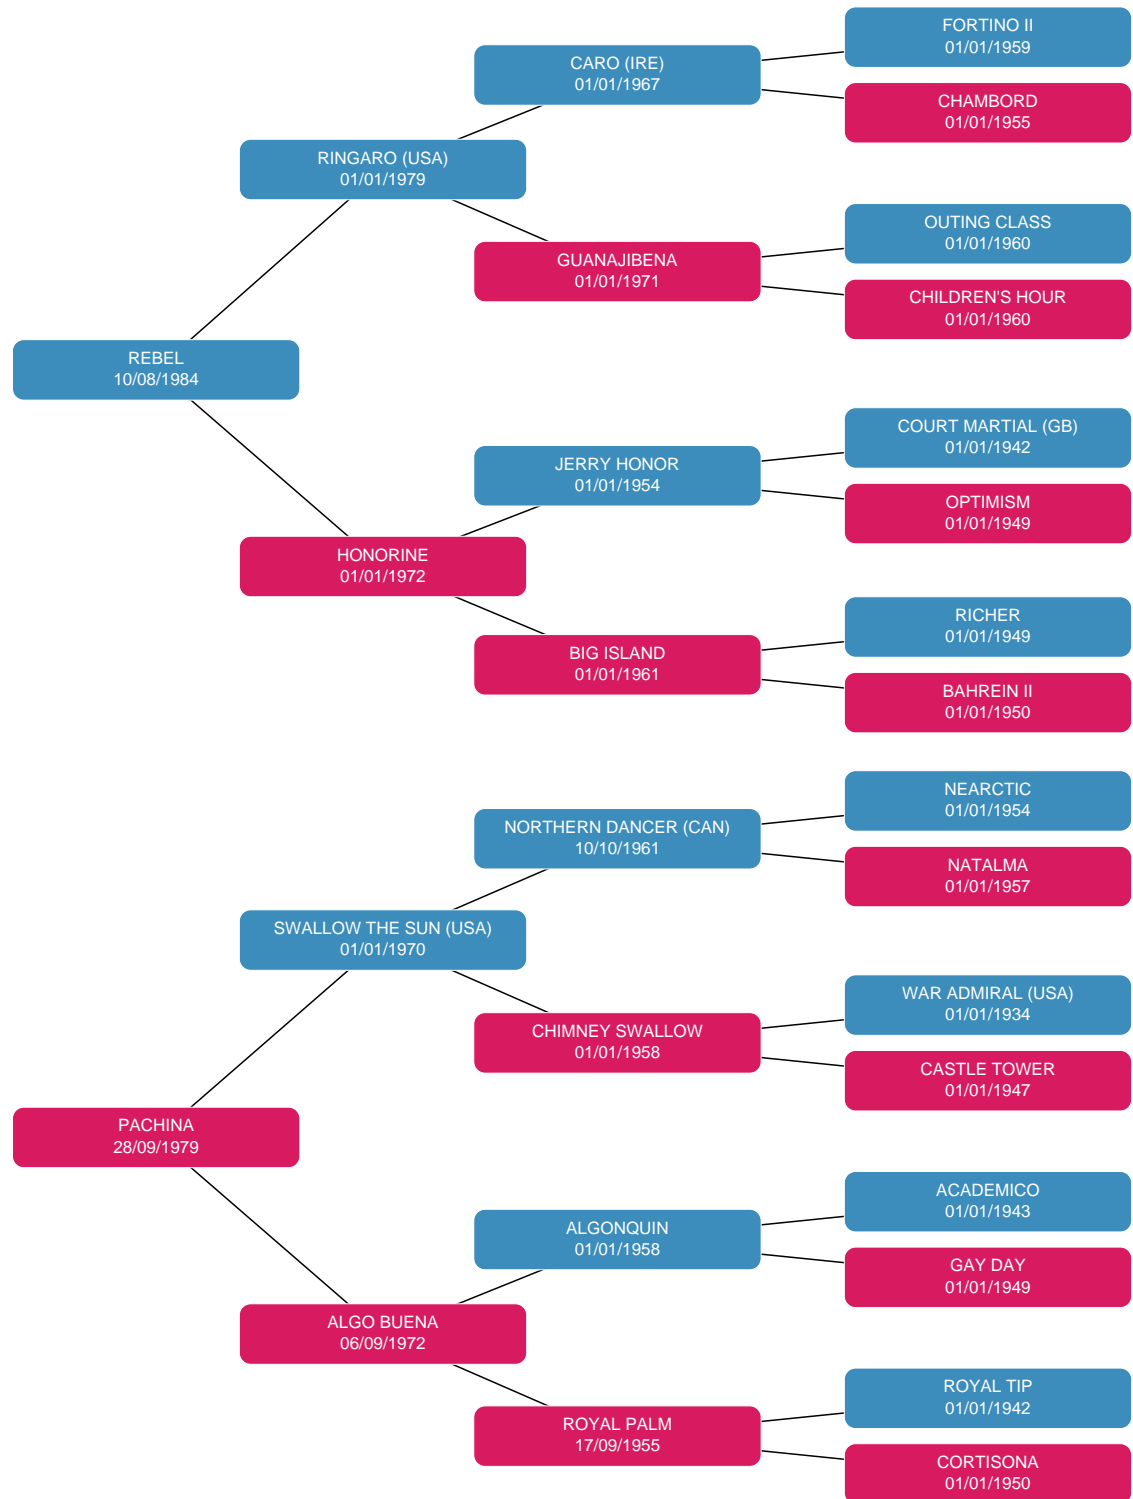 FORTINO II
01/01/1959
CARO (IRE)
01/01/1967
CHAMBORD
01/01/1955
RINGARO (USA)
01/01/1979
OUTING CLASS
01/01/1960
GUANAJIBENA
01/01/1971
CHILDREN'S HOUR
01/01/1960
REBEL
10/08/1984
COURT MARTIAL (GB)
01/01/1942
JERRY HONOR
01/01/1954
OPTIMISM
01/01/1949
HONORINE
01/01/1972
RICHER
01/01/1949
BIG ISLAND
01/01/1961
BAHREIN II
01/01/1950
NEARCTIC
01/01/1954
NORTHERN DANCER (CAN)
10/10/1961
NATALMA
01/01/1957
SWALLOW THE SUN (USA)
01/01/1970
WAR ADMIRAL (USA)
01/01/1934
CHIMNEY SWALLOW
01/01/1958
CASTLE TOWER
01/01/1947
PACHINA
28/09/1979
ACADEMICO
01/01/1943
ALGONQUIN
01/01/1958
GAY DAY
01/01/1949
ALGO BUENA
06/09/1972
ROYAL TIP
01/01/1942
ROYAL PALM
17/09/1955
CORTISONA
01/01/1950